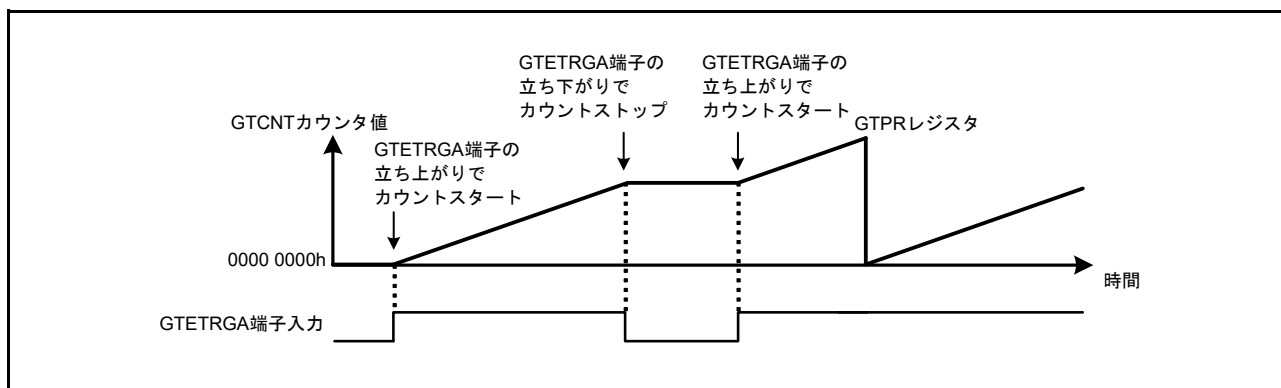 GTETRGA端子の
立ち下がりで
カウントストップ
GTETRGA端子の
立ち上がりで
カウントスタート
GTCNTカウンタ値
GTPRレジスタ
GTETRGA端子の
立ち上がりで
カウントスタート
0000 0000h
時間
GTETRGA端子入力